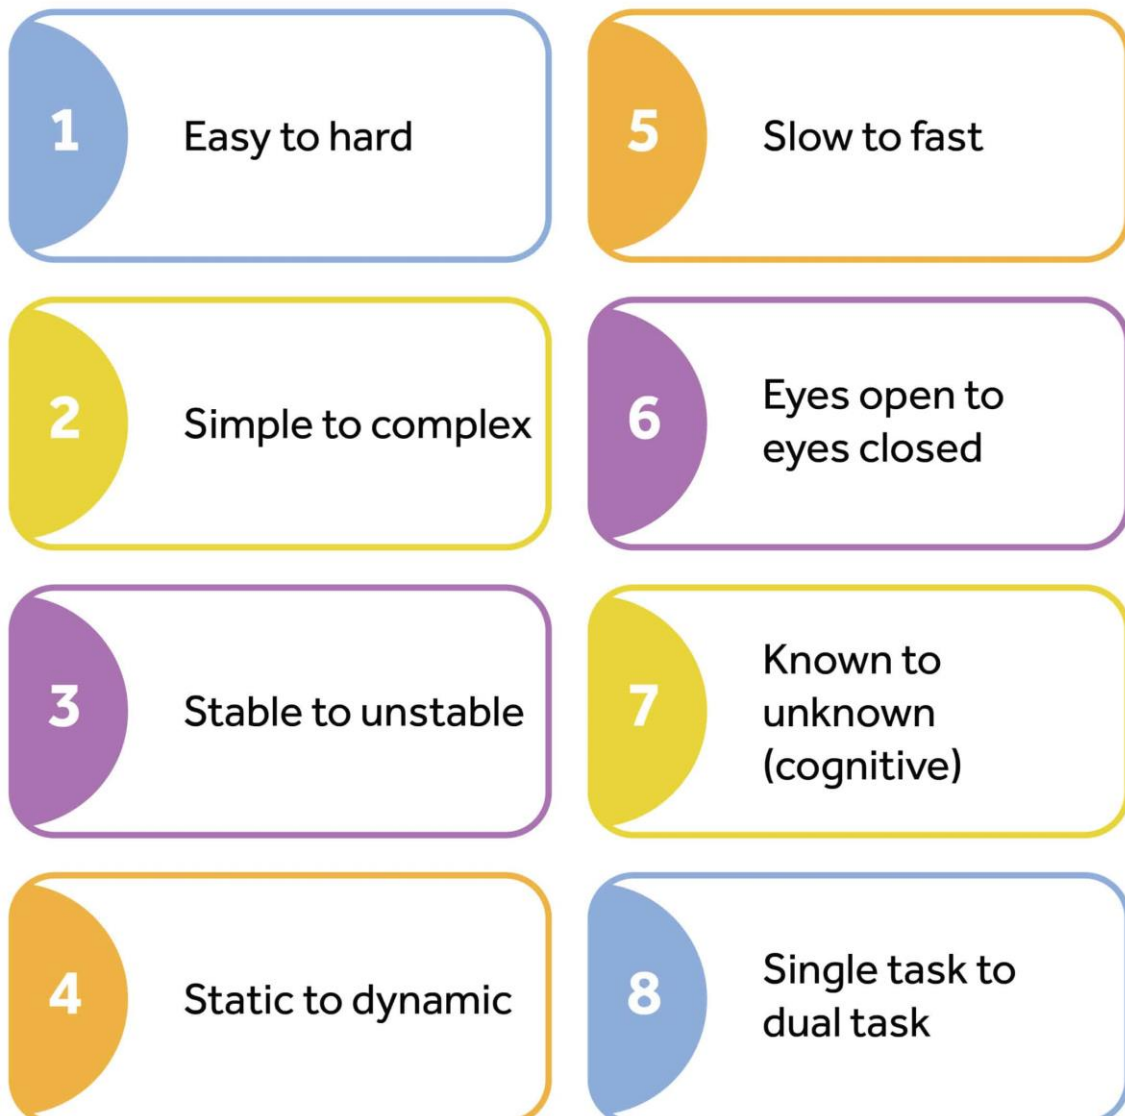 1
Easy to hard
2
Simple to complex
3
Stable to unstable
4
Static to dynamic
5
Slow to fast
6
Eyes open to
eyes closed
7
Known to
unknown
(cognitive)
8
Single task to
dual task